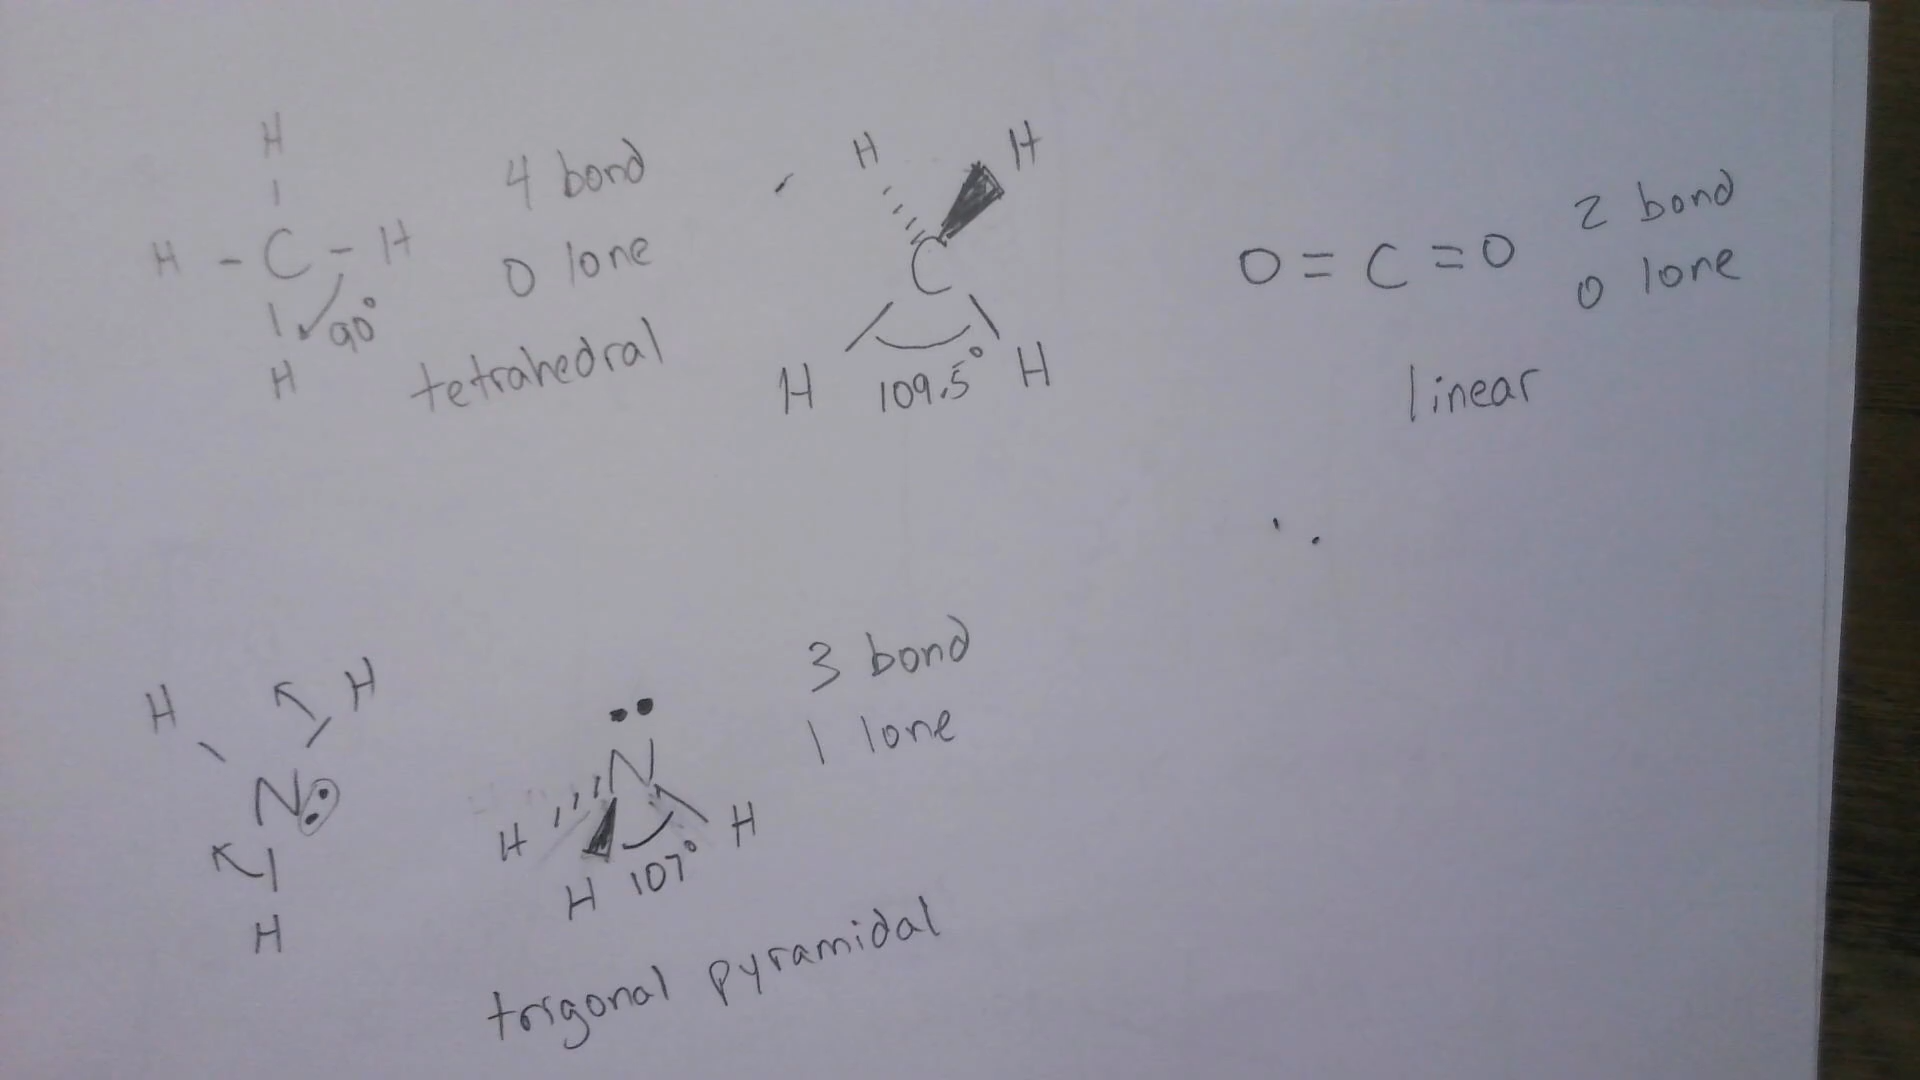 H
H - C - H
90°
H
4 bond
0 lone
tetrahedral
H H
C
H 109.5° H
O = C = O
2 bond
0 lone
linear
H H
N:
H
N
H H
H 107°
3 bond
1 lone
trigonal pyramidal